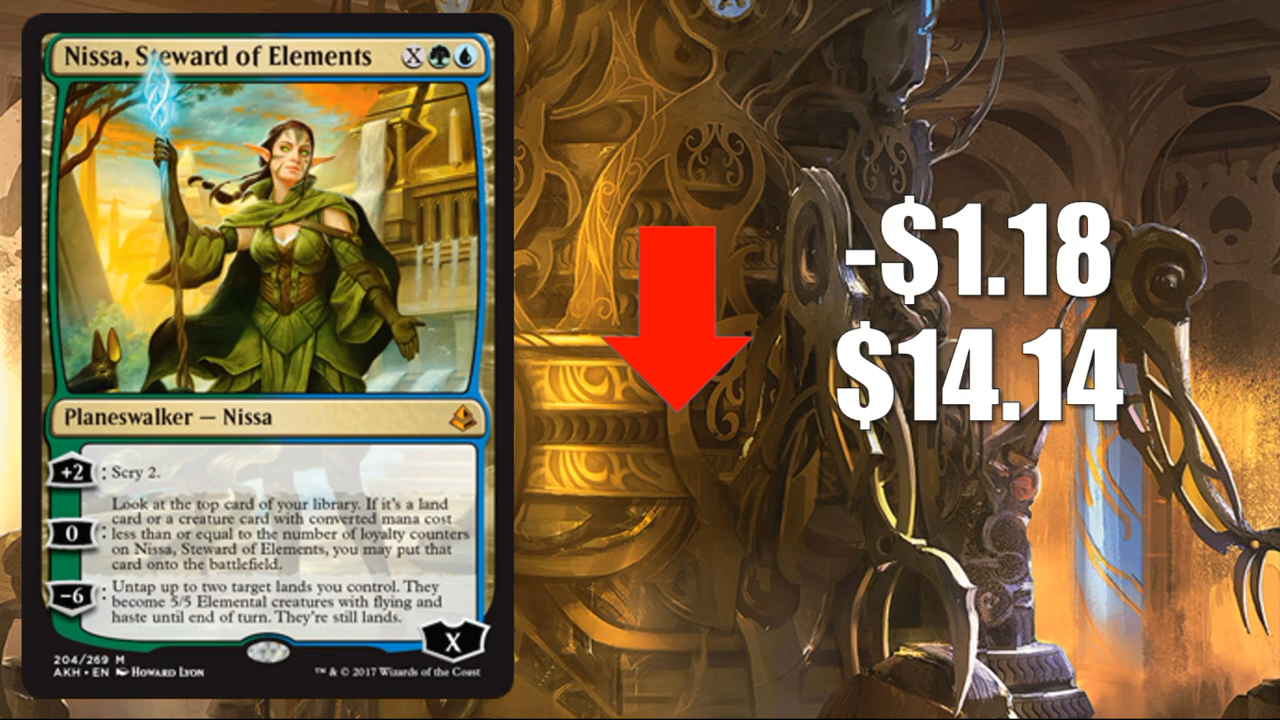 Nissa, Steward of Elements X
Planeswalker — Nissa
+2 : Scry 2.
Look at the top card of your library. If it's a land
card or a creature card with converted mana cost
0 : less than or equal to the number of loyalty counters
on Nissa, Steward of Elements, you may put that
card onto the battlefield.
-6 : Untap up to two target lands you control. They
become 5/5 Elemental creatures with flying and
haste until end of turn. They're still lands.
X
204/269 M
AKH • EN Howard Lyon
™ & © 2017 Wizards of the Coast
-$1.18
$14.14